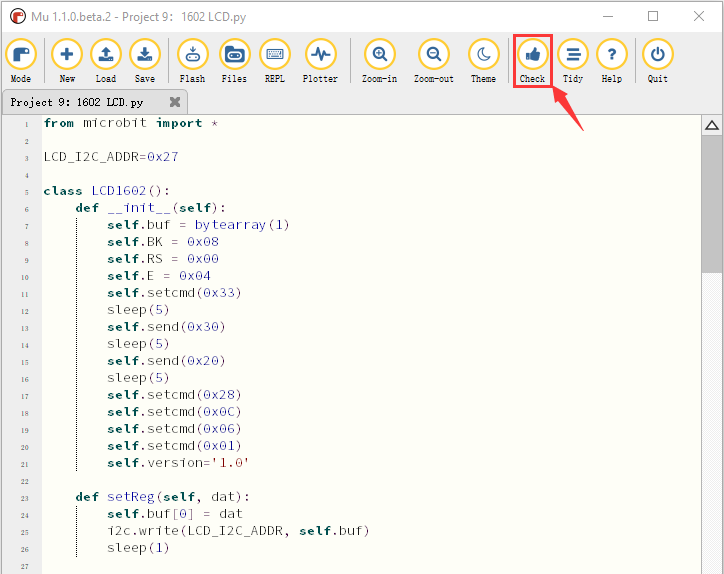 Mu 1.1.0.beta.2 - Project 9: 1602 LCD.py
Mode New Load Save Flash Files REPL Plotter Zoom-in Zoom-out Theme Check Tidy Help Quit
Project 9: 1602 LCD.py
1 from microbit import *
2
3 LCD_I2C_ADDR=0x27
4
5 class LCD1602():
6     def __init__(self):
7         self.buf = bytearray(1)
8         self.BK = 0x08
9         self.RS = 0x00
10         self.E = 0x04
11         self.setcmd(0x33)
12         sleep(5)
13         self.send(0x30)
14         sleep(5)
15         self.send(0x20)
16         sleep(5)
17         self.setcmd(0x28)
18         self.setcmd(0x0C)
19         self.setcmd(0x06)
20         self.setcmd(0x01)
21         self.version='1.0'
22
23     def setReg(self, dat):
24         self.buf[0] = dat
25         i2c.write(LCD_I2C_ADDR, self.buf)
26         sleep(1)
27